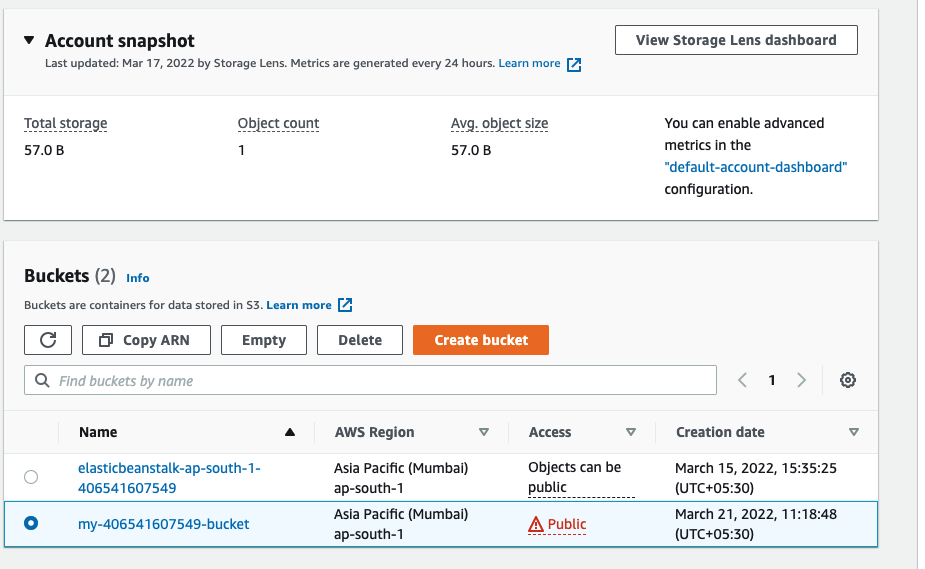 Account snapshot
View Storage Lens dashboard
Last updated: Mar 17, 2022 by Storage Lens. Metrics are generated every 24 hours. Learn more
Total storage
57.0 B
Object count
1
Avg. object size
57.0 B
You can enable advanced
metrics in the
"default-account-dashboard"
configuration.
Buckets (2) Info
Buckets are containers for data stored in S3. Learn more
Copy ARN Empty Delete Create bucket
Find buckets by name
1
Name AWS Region Access Creation date
elasticbeanstalk-ap-south-1-
406541607549
Asia Pacific (Mumbai)
ap-south-1
Objects can be
public
March 15, 2022, 15:35:25
(UTC+05:30)
my-406541607549-bucket
Asia Pacific (Mumbai)
ap-south-1
Public
March 21, 2022, 11:18:48
(UTC+05:30)